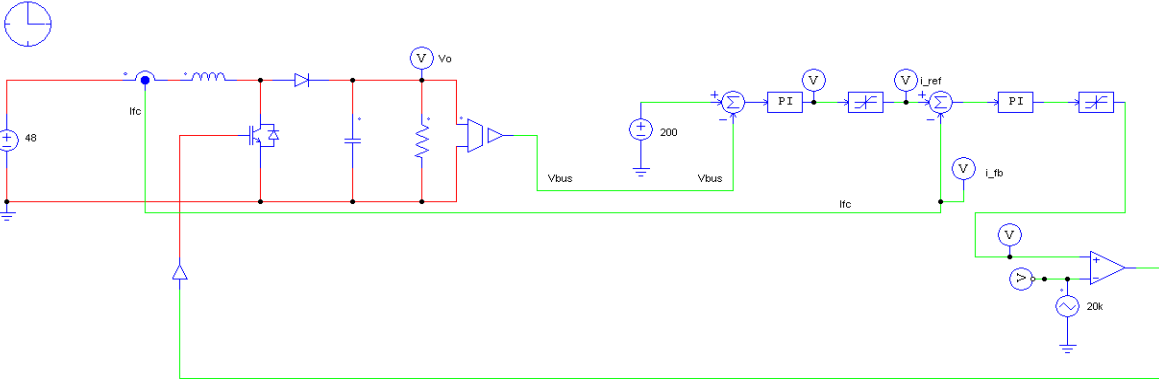 V
Vo
V
V
i_ref
+
Σ
PI
+
Σ
PI
Ifc
48
200
V
i_fb
Vbus
Vbus
Ifc
V
V
20k